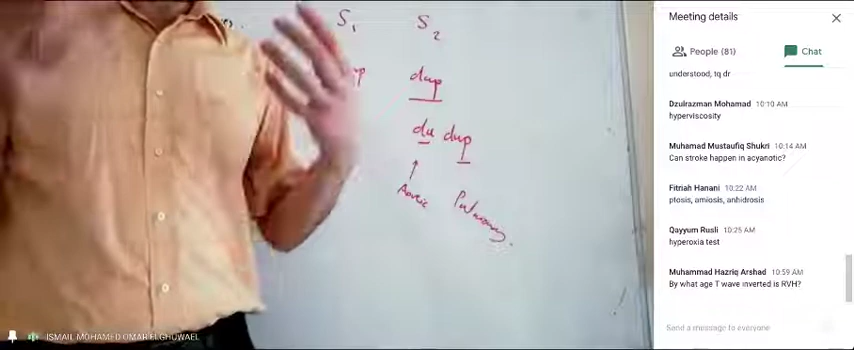 S₁ S₂
dup
du dup
Aortic Pulmonary.
ISMAIL MOHAMED OMAR ELGHUWAEL
Meeting details
People (81) Chat
understood, tq dr
Dzulrazman Mohamad 10:10 AM
hyperviscosity
Muhamad Mustaufiq Shukri 10:14 AM
Can stroke happen in acyanotic?
Fitriah Hanani 10:22 AM
ptosis, amiosis, anhidrosis
Qayyum Rusli 10:25 AM
hyperoxia test
Muhammad Hazriq Arshad 10:59 AM
By what age T wave inverted is RVH?
Send a message to everyone